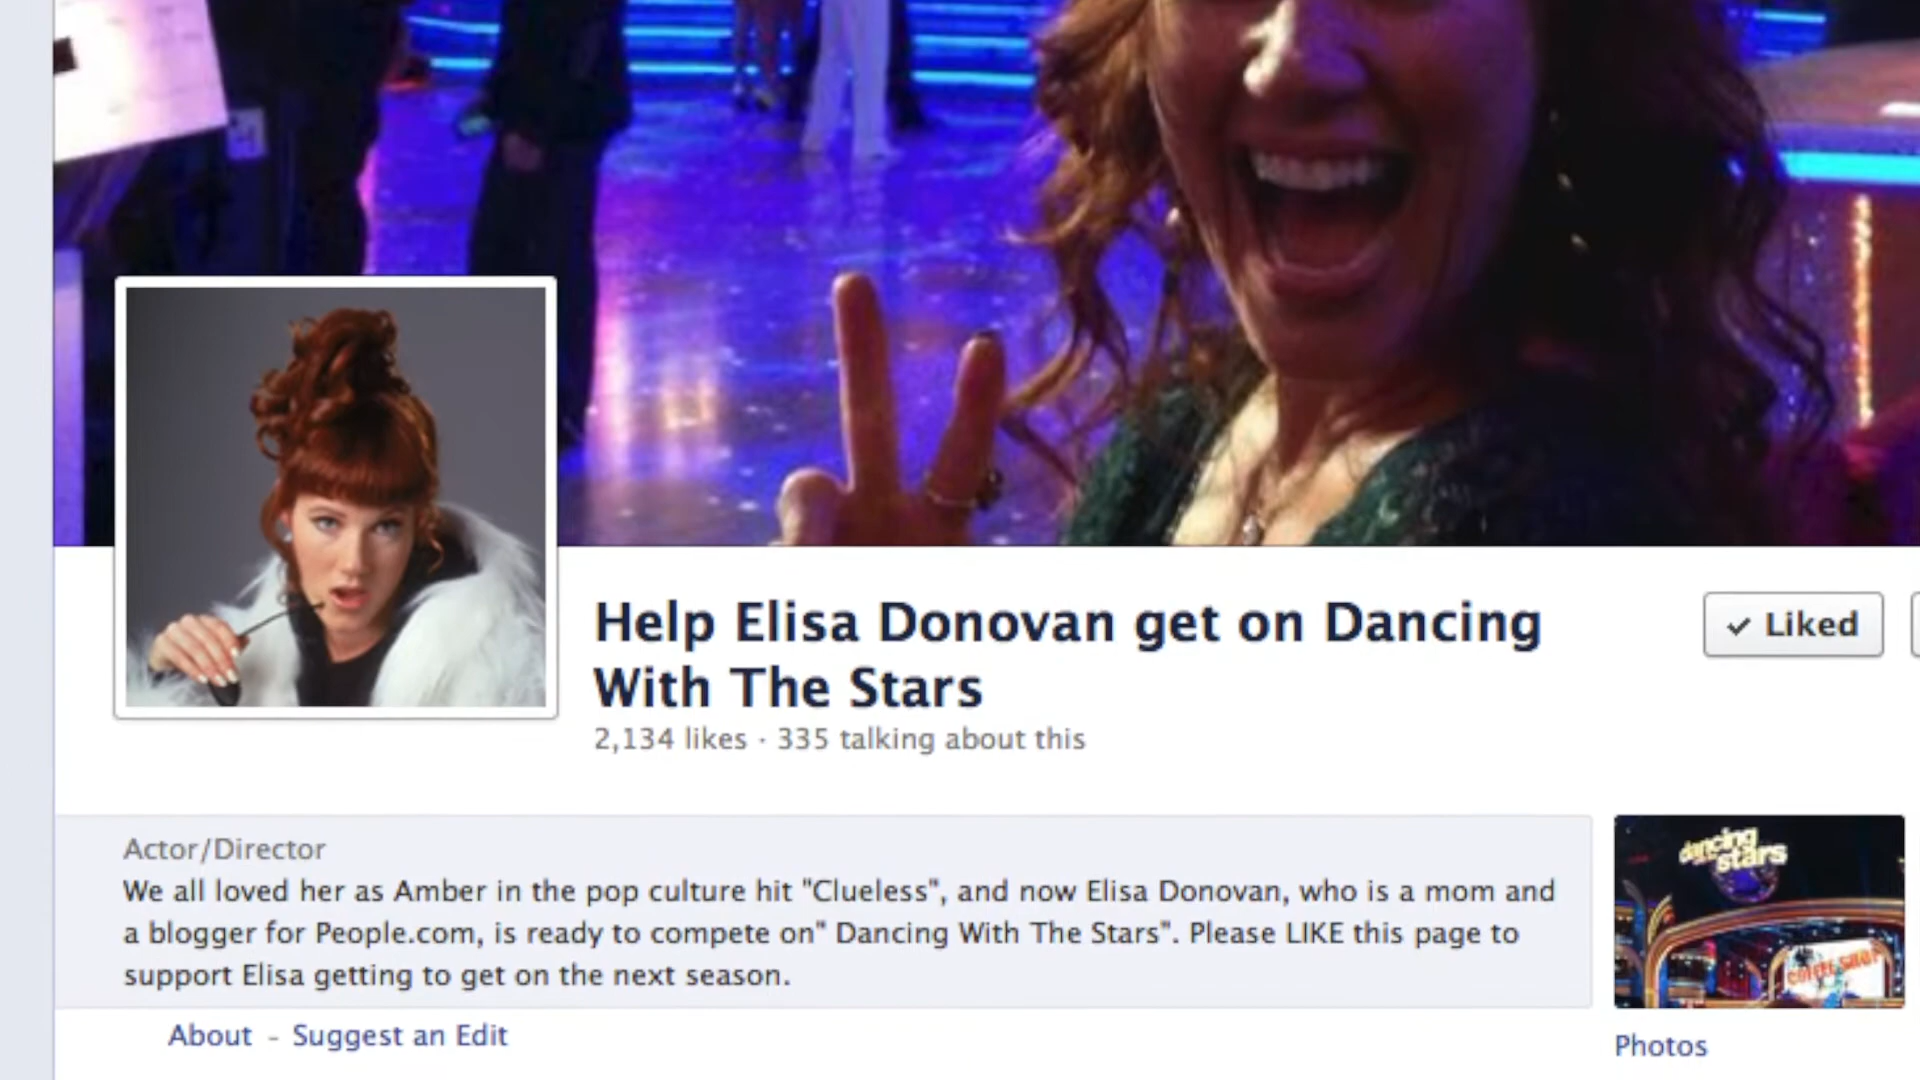 Help Elisa Donovan get on Dancing
With The Stars
Liked
2,134 likes · 335 talking about this
Actor/Director
We all loved her as Amber in the pop culture hit "Clueless", and now Elisa Donovan, who is a mom and
a blogger for People.com, is ready to compete on" Dancing With The Stars". Please LIKE this page to
support Elisa getting to get on the next season.
dancing
stars
COFFEE SHOP
About - Suggest an Edit
Photos